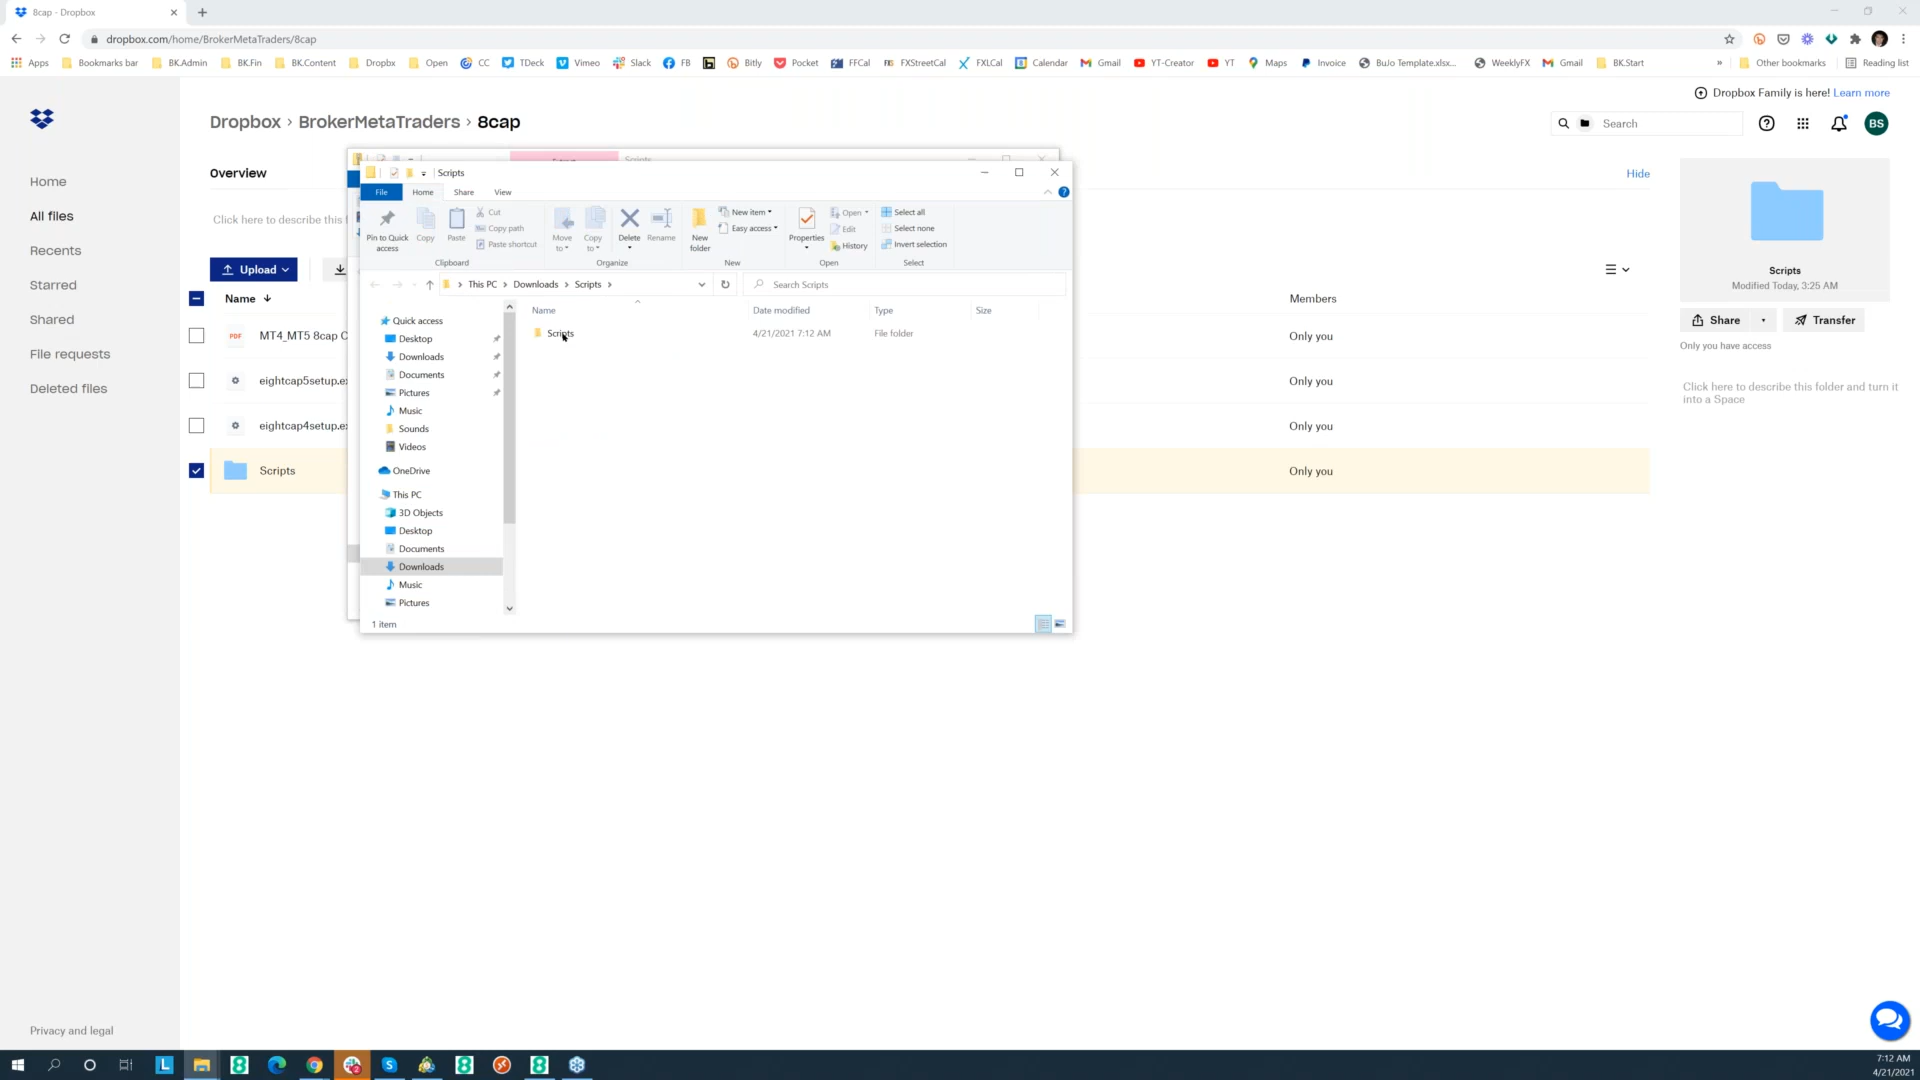 8cap - Dropbox
dropbox.com/home/BrokerMetaTraders/8cap
Apps Bookmarks bar BK.Admin BK.Fin BK.Content Dropbx Open CC TDeck Vimeo Slack FB Bitly Pocket FFCal FXStreetCal FXLCal Calendar Gmail YT-Creator YT Maps Invoice BuJo Template.xlsx... WeeklyFX Gmail BK.Start » Other bookmarks Reading list
Dropbox Family is here! Learn more
Dropbox › BrokerMetaTraders › 8cap
Search
BS
Home
All files
Recents
Starred
Shared
File requests
Deleted files
Privacy and legal
Overview
Hide
Click here to describe this f
Upload
Name
Members
PDF MT4_MT5 8cap C
Only you
eightcap5setup.ex
Only you
eightcap4setup.ex
Only you
Scripts
Only you
Scripts
Scripts
File Home Share View
Pin to Quick access
Copy
Paste
Cut
Copy path
Paste shortcut
Clipboard
Move to
Copy to
Delete
Rename
Organize
New folder
New item
Easy access
New
Properties
Open
Edit
History
Open
Select all
Select none
Invert selection
Select
This PC > Downloads > Scripts >
Search Scripts
Name Date modified Type Size
Scripts 4/21/2021 7:12 AM File folder
Quick access
Desktop
Downloads
Documents
Pictures
Music
Sounds
Videos
OneDrive
This PC
3D Objects
Desktop
Documents
Downloads
Music
Pictures
1 item
Scripts
Modified Today, 3:25 AM
Share
Transfer
Only you have access
Click here to describe this folder and turn it
into a Space
7:12 AM
4/21/2021